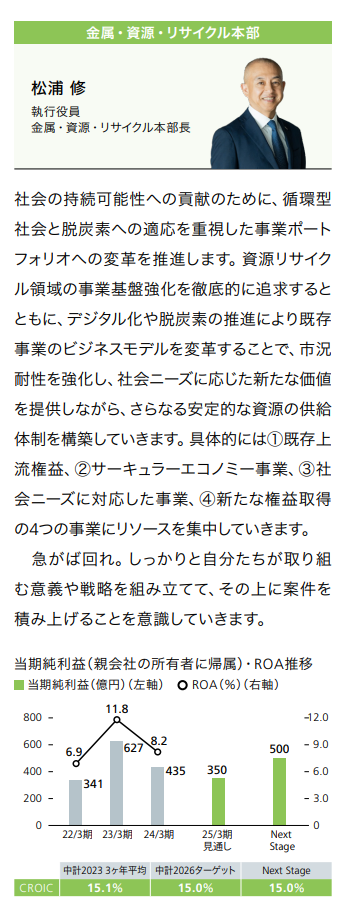 金属・資源・リサイクル本部
松浦 修
執行役員
金属・資源・リサイクル本部長
社会の持続可能性への貢献のために、循環型
社会と脱炭素への適応を重視した事業ポート
フォリオへの変革を推進します。資源リサイク
ル領域の事業基盤強化を徹底的に追求すると
ともに、デジタル化や脱炭素の推進により既存
事業のビジネスモデルを変革することで、市況
耐性を強化し、社会ニーズに応じた新たな価値
を提供しながら、さらなる安定的な資源の供給
体制を構築していきます。具体的には①既存上
流権益、②サーキュラーエコノミー事業、③社
会ニーズに対応した事業、④新たな権益取得
の4つの事業にリソースを集中していきます。
急がば回れ。しっかりと自分たちが取り組
む意義や戦略を組み立てて、その上に案件を
積み上げることを意識していきます。
当期純利益（親会社の所有者に帰属）・ROA推移
当期純利益（億円）（左軸） ROA（%）（右軸）
800 11.8 12.0
600 6.9 627 8.2 9.0
400 341 435 350 500 6.0
200 3.0
0 0
22/3期 23/3期 24/3期 25/3期 Next
見通し Stage
中計2023 3ヶ年平均 中計2026ターゲット Next Stage
CROIC 15.1% 15.0% 15.0%